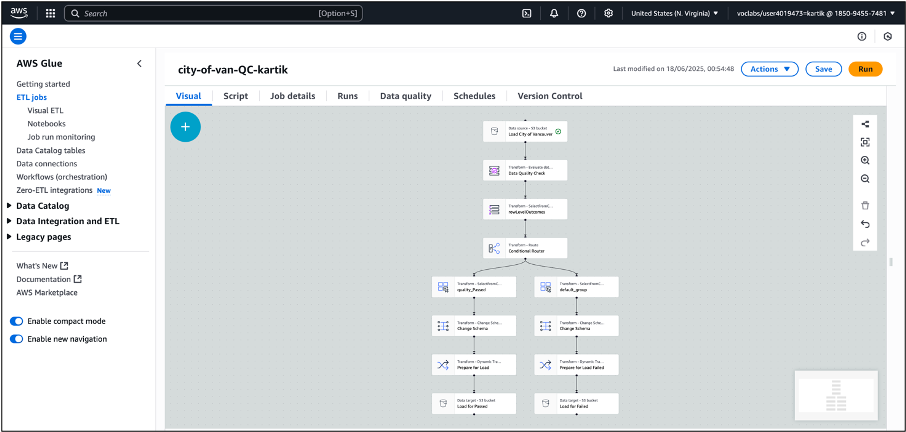 aws
Search [Option+S]
United States (N. Virginia)
voclabs/user4019473=kartik @ 1850-9455-7481
AWS Glue
Getting started
ETL jobs
Visual ETL
Notebooks
Job run monitoring
Data Catalog tables
Data connections
Workflows (orchestration)
Zero-ETL integrations New
Data Catalog
Data Integration and ETL
Legacy pages
What's New
Documentation
AWS Marketplace
Enable compact mode
Enable new navigation
city-of-van-QC-kartik
Last modified on 18/06/2025, 00:54:48
Actions
Save
Run
Visual Script Job details Runs Data quality Schedules Version Control
Data source - S3 bucket
Load City of Vancouver
Transform - Evaluate dat...
Data Quality Check
Transform - SelectFromC...
rowLevelOutcomes
Transform - Route
Conditional Router
Transform - SelectFromC...
quality_Passed
Transform - SelectFromC...
default_group
Transform - Change Sche...
Change Schema
Transform - Change Sche...
Change Schema
Transform - Dynamic Tra...
Prepare for Load
Transform - Dynamic Tra...
Prepare for Load Failed
Data target - S3 bucket
Load for Passed
Data target - S3 bucket
Load for Failed